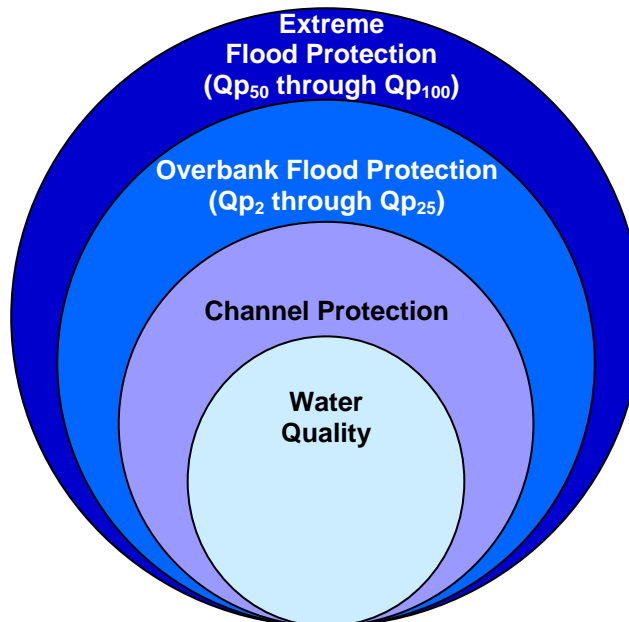 Extreme
Flood Protection
(Qp₅₀ through Qp₁₀₀)
Overbank Flood Protection
(Qp₂ through Qp₂₅)
Channel Protection
Water
Quality